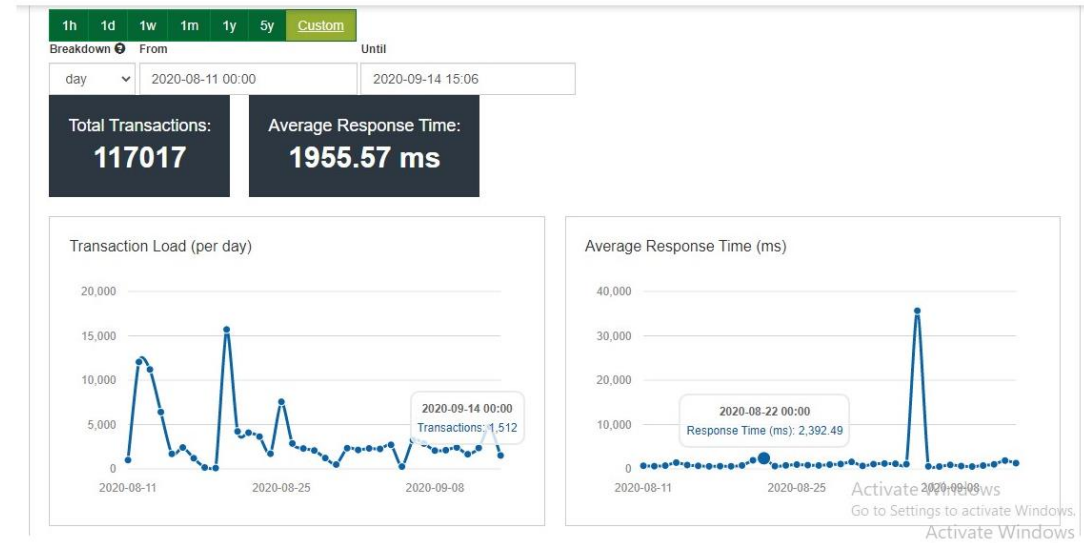 1h 1d 1w 1m 1y 5y Custom
Breakdown ? From Until
day 2020-08-11 00:00 2020-09-14 15:06
Total Transactions: Average Response Time:
117017 1955.57 ms
Transaction Load (per day)
20,000
15,000
10,000
5,000
0
2020-09-14 00:00
Transactions: 1,512
2020-08-11 2020-08-25 2020-09-08
Average Response Time (ms)
40,000
30,000
20,000
10,000
0
2020-08-22 00:00
Response Time (ms): 2,392.49
2020-08-11 2020-08-25 2020-09-08
Activate Windows
Go to Settings to activate Windows.
Activate Windows